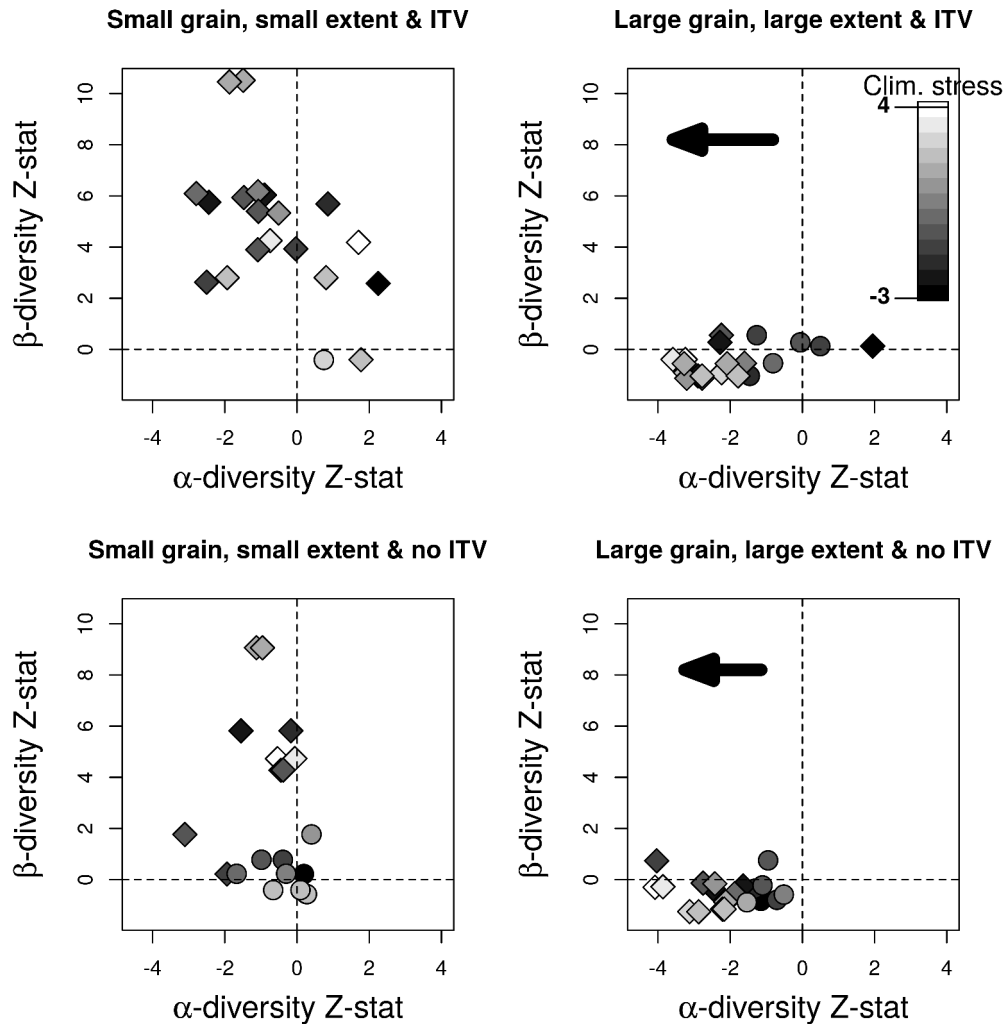 Small grain, small extent & ITV
Large grain, large extent & ITV
10
8
6
4
2
0
-4 -2 0 2 4
β-diversity Z-stat
α-diversity Z-stat
Clim. stress
4
-3
10
8
6
4
2
0
-4 -2 0 2 4
β-diversity Z-stat
α-diversity Z-stat
Small grain, small extent & no ITV
Large grain, large extent & no ITV
10
8
6
4
2
0
-4 -2 0 2 4
β-diversity Z-stat
α-diversity Z-stat
10
8
6
4
2
0
-4 -2 0 2 4
β-diversity Z-stat
α-diversity Z-stat